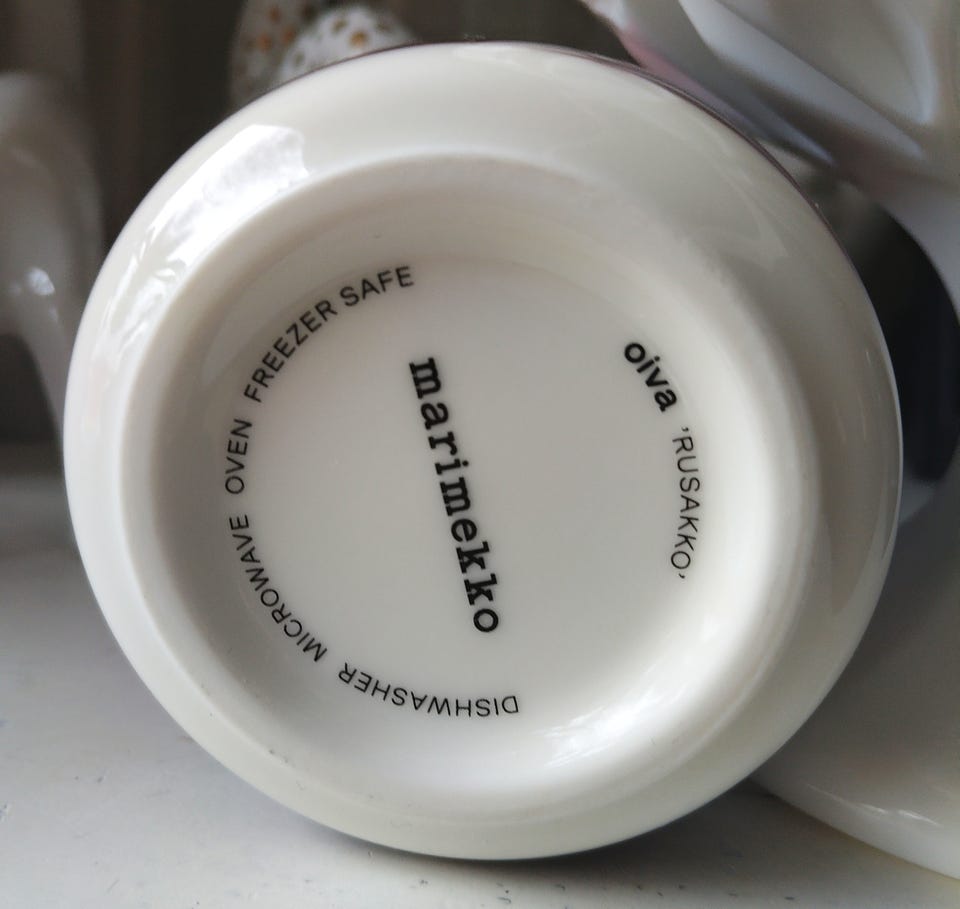 oiva 'RUSAKKO'
marimekko
DISHWASHER MICROWAVE OVEN FREEZER SAFE